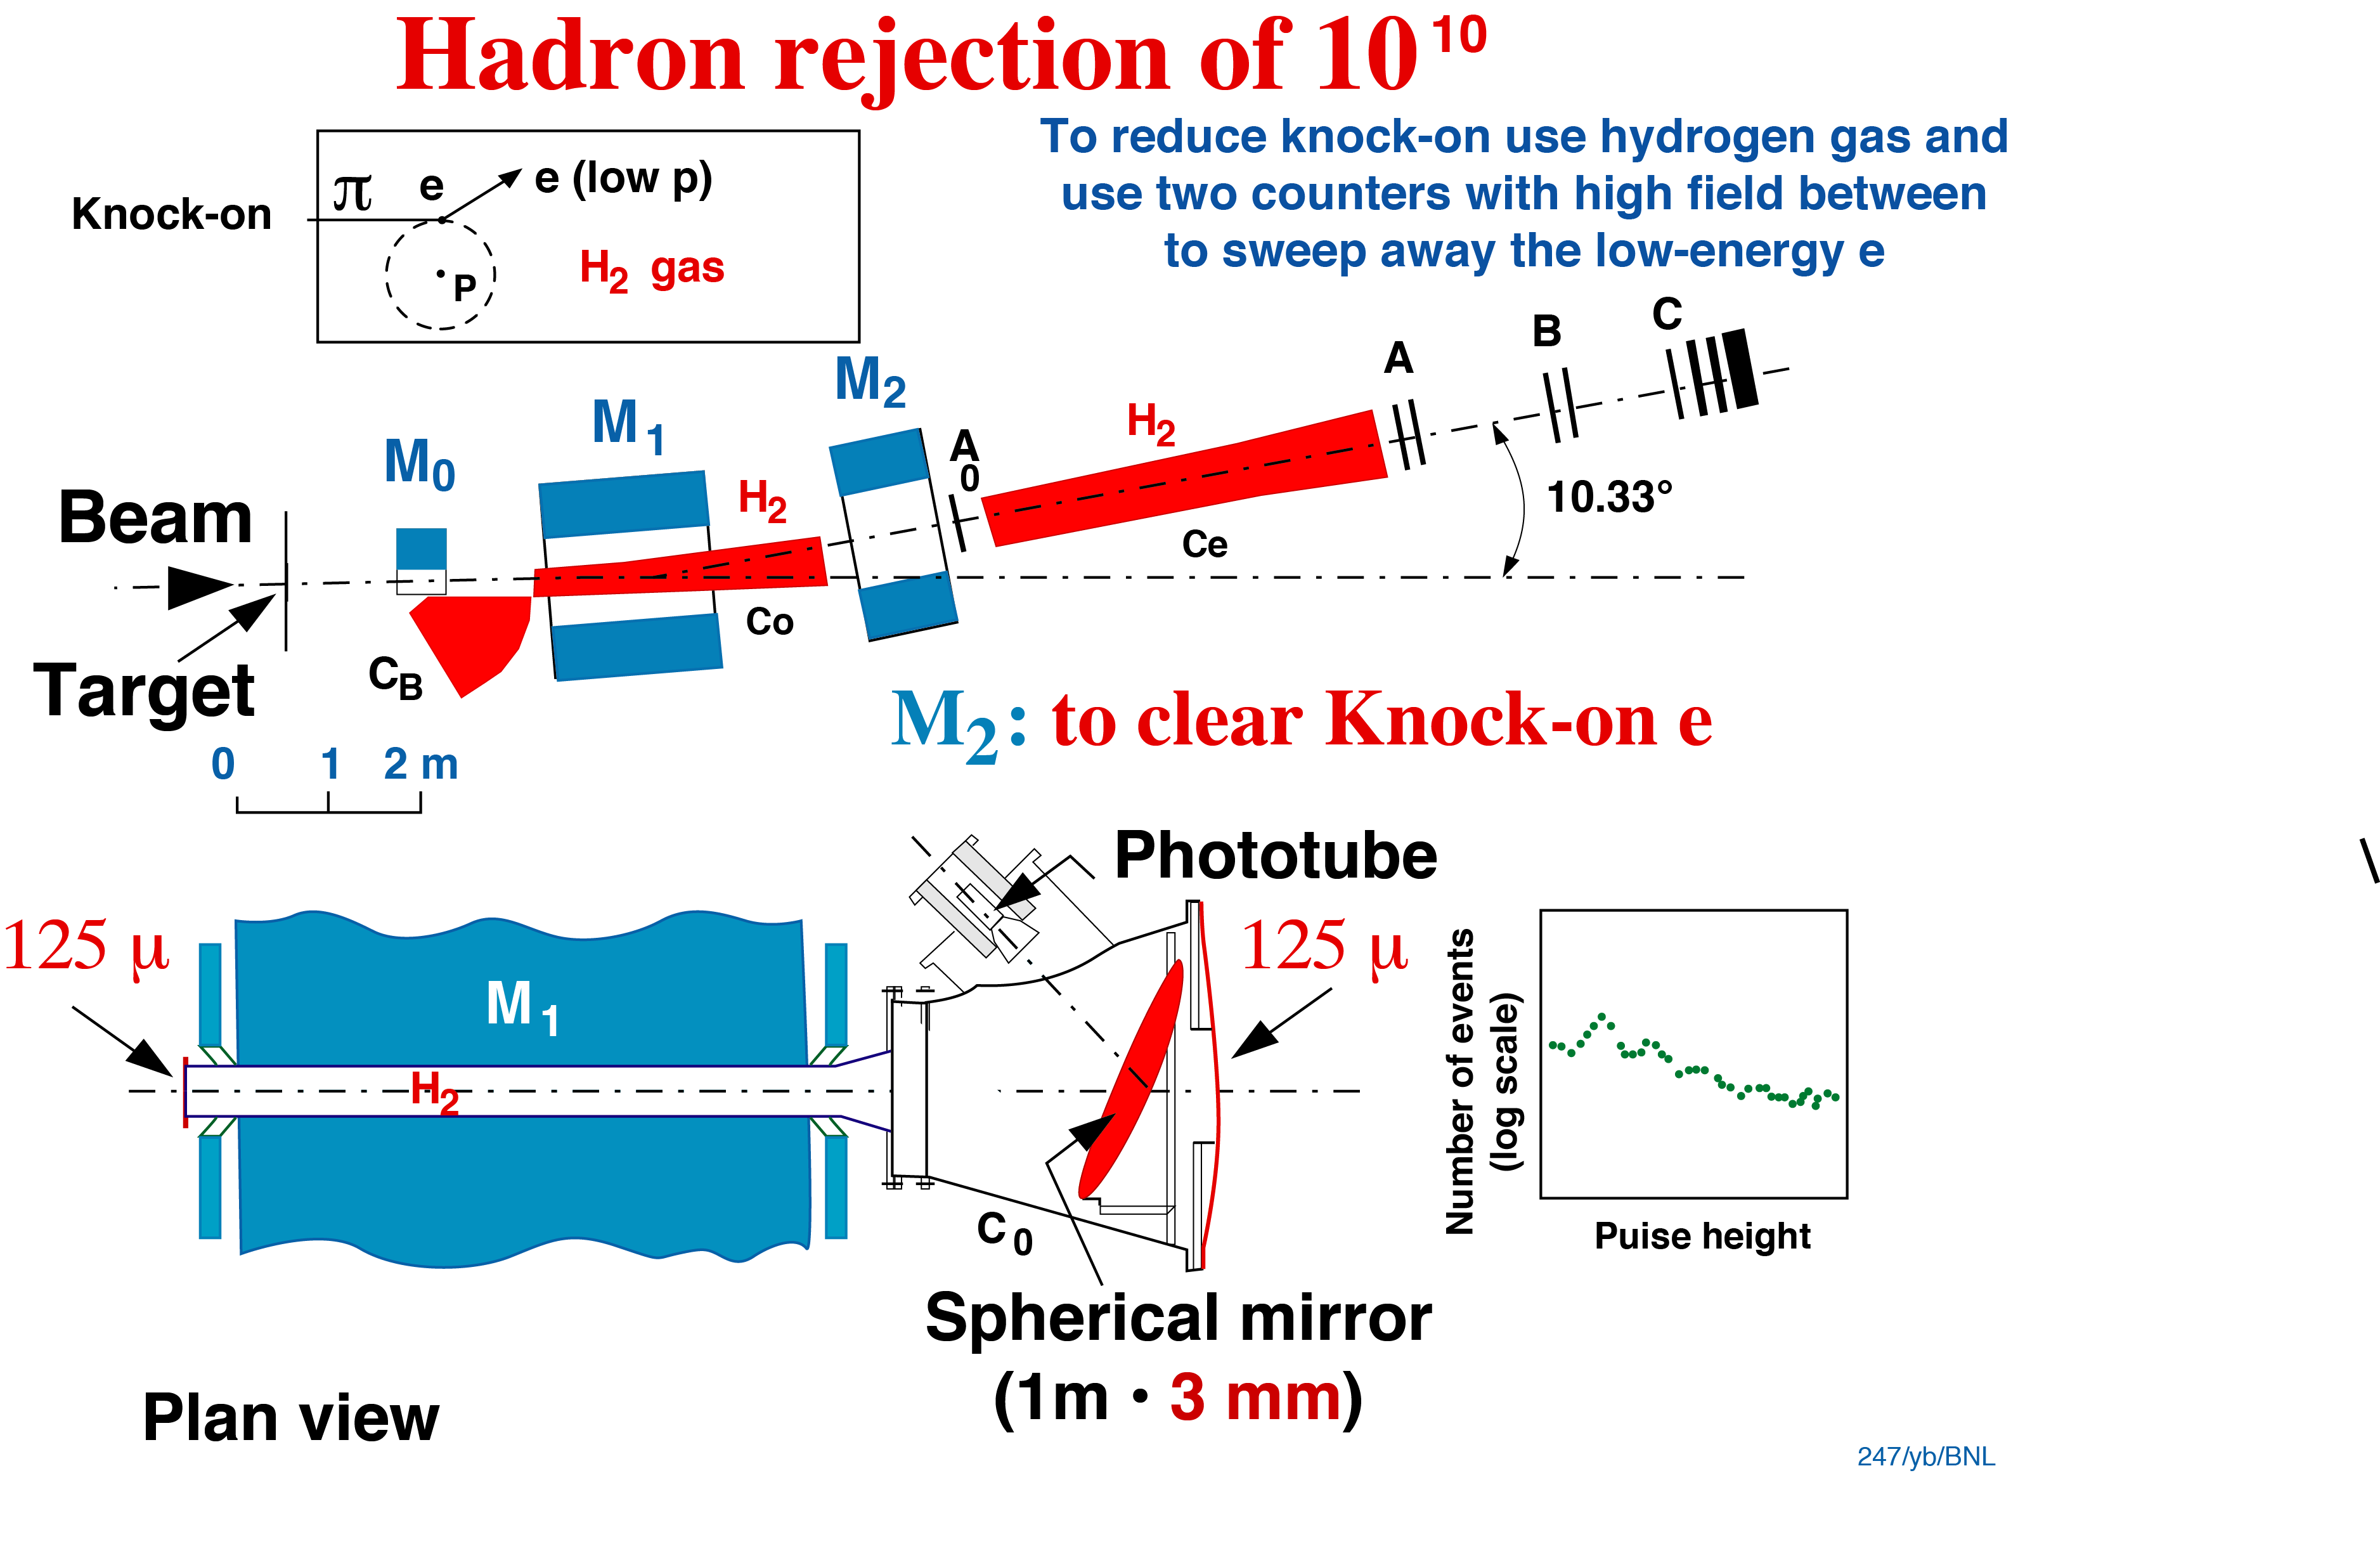 Hadron rejection of 10¹⁰
To reduce knock-on use hydrogen gas and
use two counters with high field between
to sweep away the low-energy e
Knock-on
π
e
e (low p)
P
H₂ gas
M₀
M₁
M₂
H₂
A₀
H₂
A
B
C
Beam
Target
C_B
Co
Ce
10.33°
M₂: to clear Knock-on e
0 1 2 m
Phototube
125 μ
125 μ
M₁
H₂
C₀
Spherical mirror
(1m · 3 mm)
Number of events
(log scale)
Puise height
Plan view
247/yb/BNL